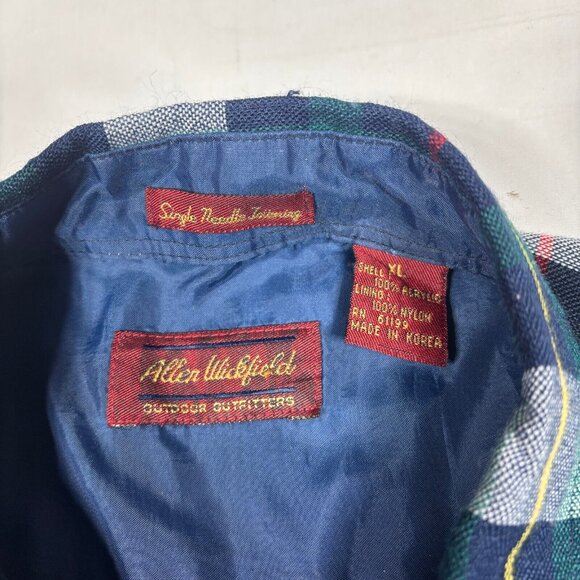 Single Needle Tailoring
XL
SHELL:
100% ACRYLIC
LINING:
100% NYLON
RN 61199
MADE IN KOREA
Allen Wickfield
OUTDOOR OUTFITTERS